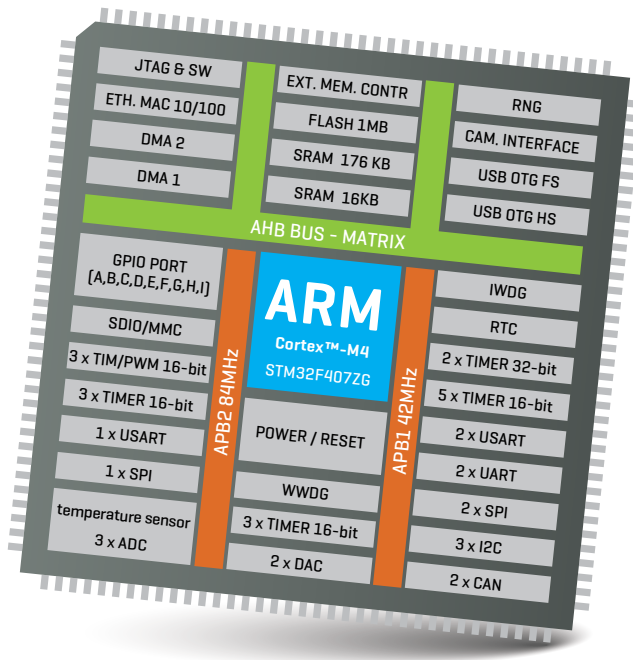 JTAG & SW
ETH. MAC 10/100
DMA 2
DMA 1
EXT. MEM. CONTR
FLASH 1MB
SRAM 176 KB
SRAM 16KB
RNG
CAM. INTERFACE
USB OTG FS
USB OTG HS
AHB BUS - MATRIX
GPIO PORT
[A,B,C,D,E,F,G,H,I]
SDIO/MMC
3 x TIM/PWM 16-bit
3 x TIMER 16-bit
1 x USART
1 x SPI
temperature sensor
3 x ADC
APB2 84MHz
ARM
Cortex™-M4
STM32F407ZG
POWER / RESET
WWDG
3 x TIMER 16-bit
2 x DAC
APB1 42MHz
IWDG
RTC
2 x TIMER 32-bit
5 x TIMER 16-bit
2 x USART
2 x UART
2 x SPI
3 x I2C
2 x CAN